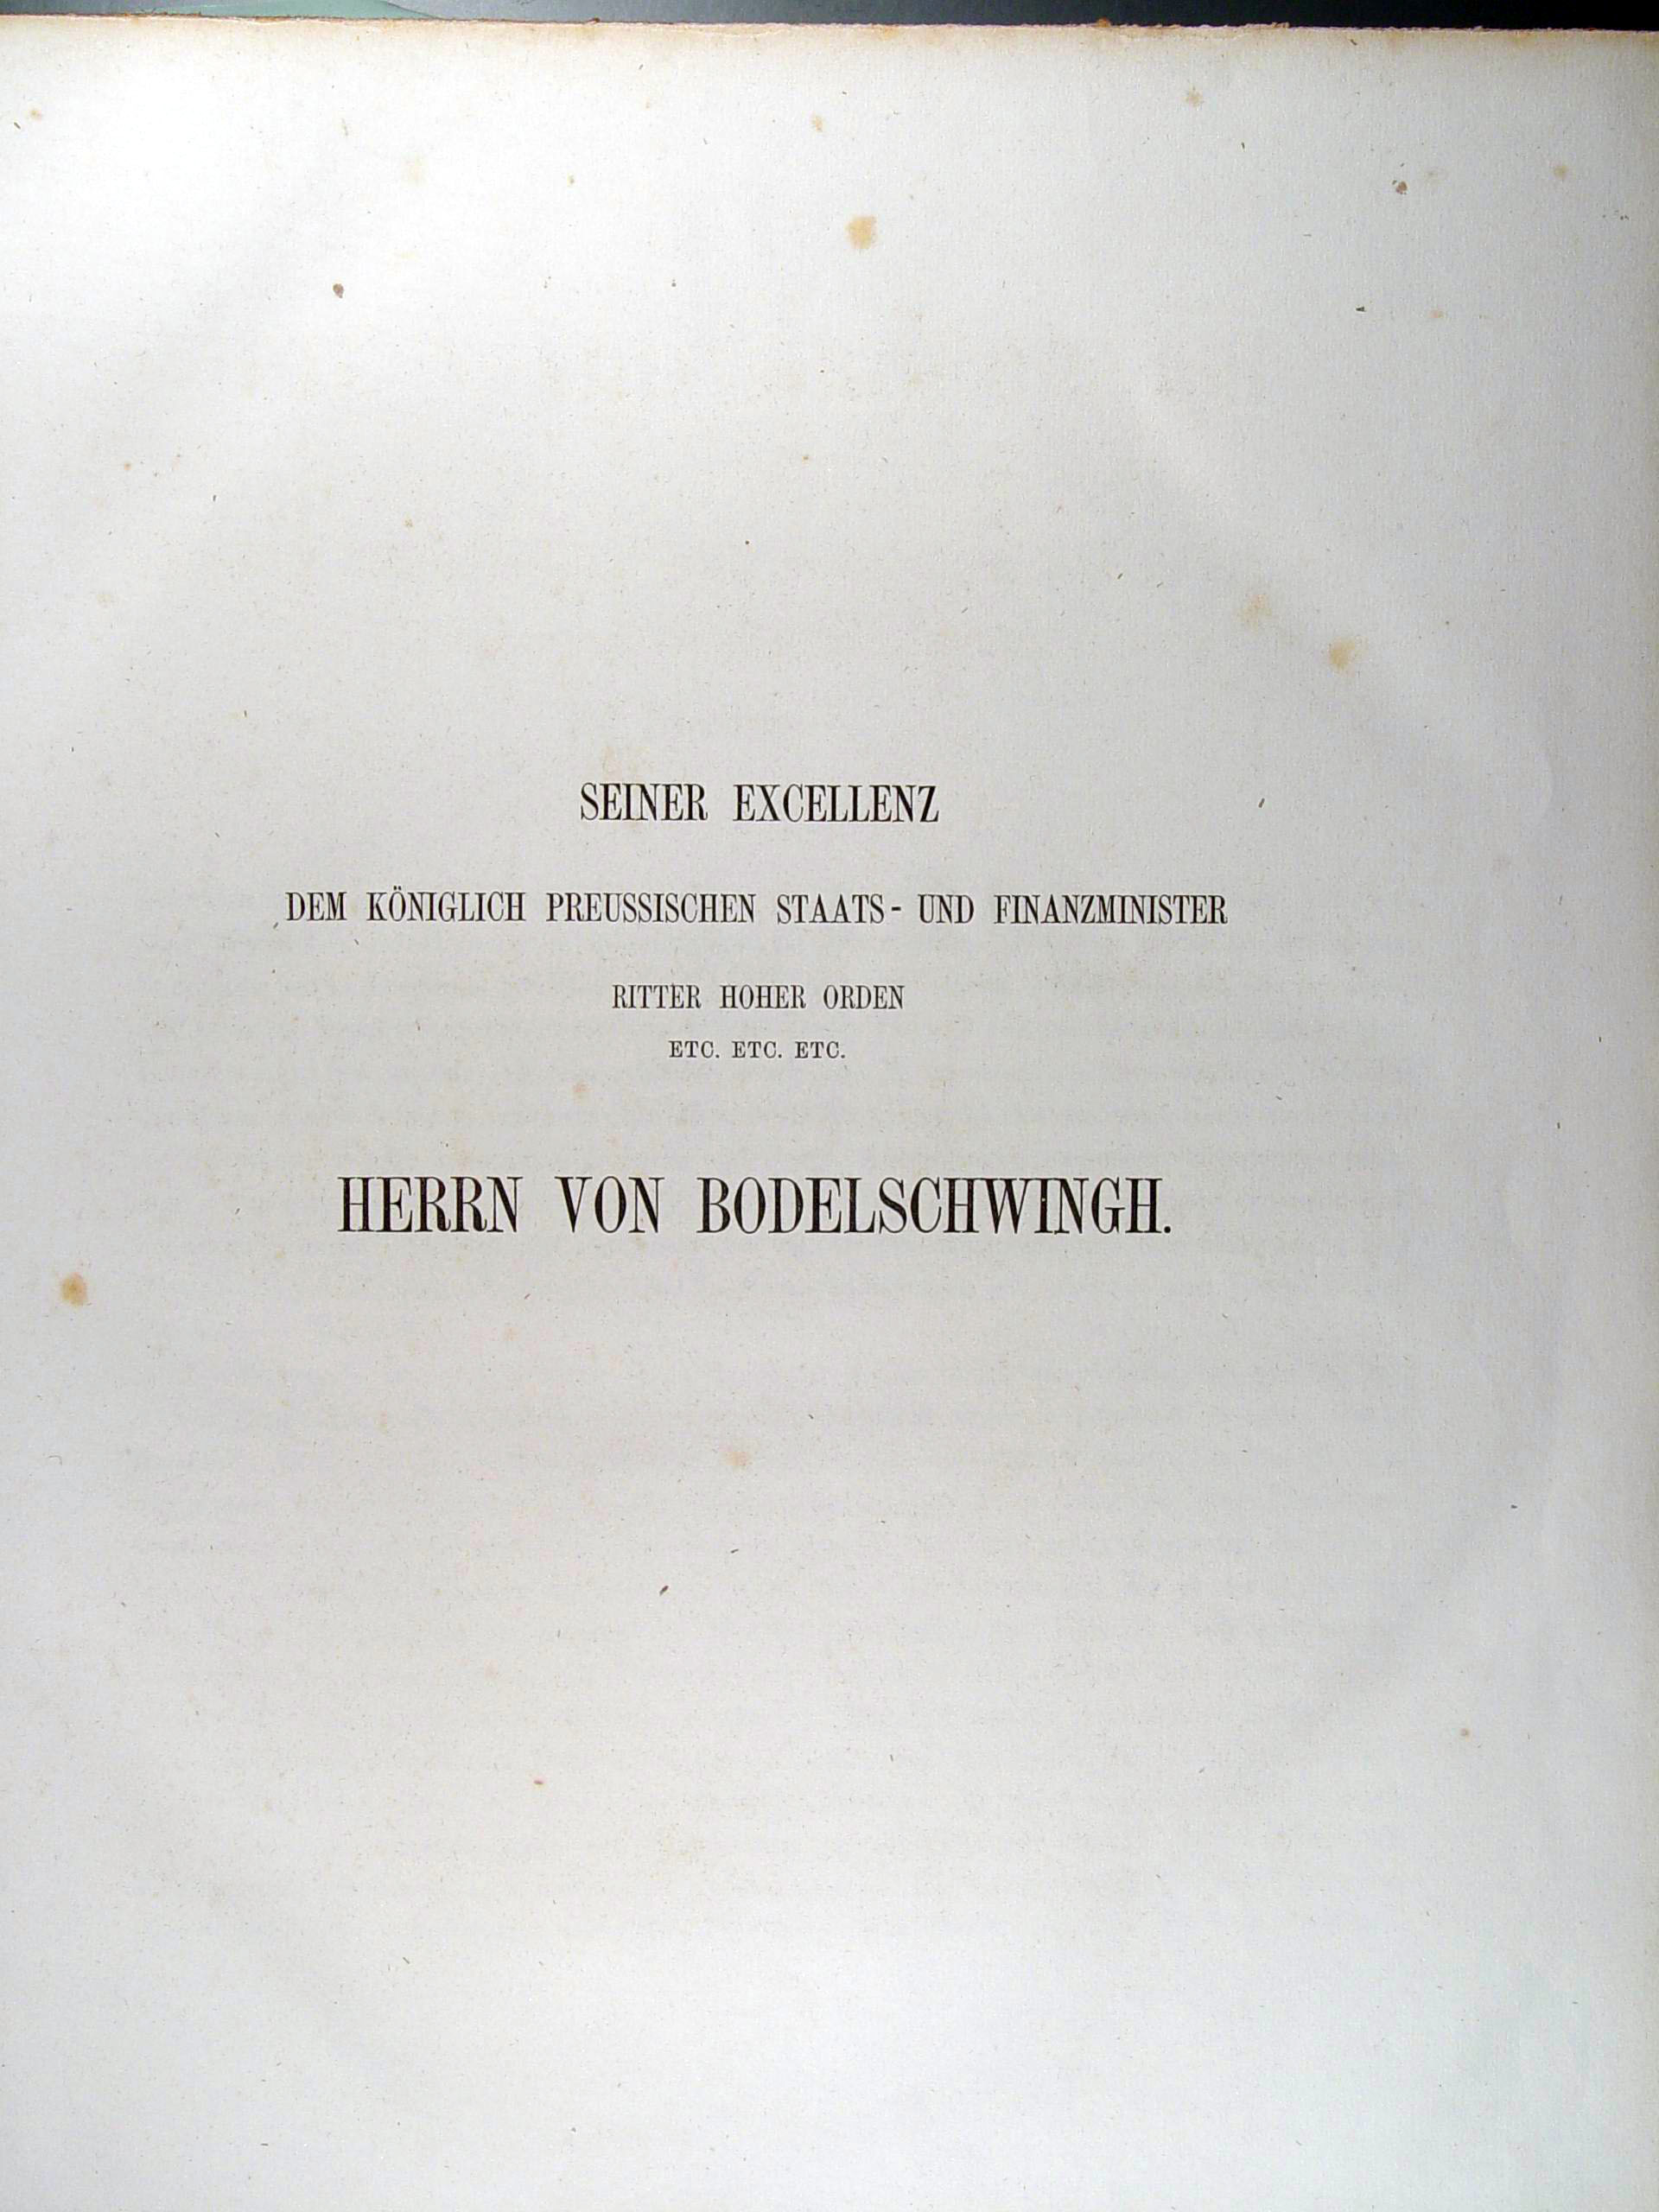 SEINER EXCELLENZ
DEM KÖNIGLICH PREUSSISCHEN STAATS- UND FINANZMINISTER
RITTER HOHER ORDEN
ETC. ETC. ETC.
HERRN VON BODELSCHWINGH.